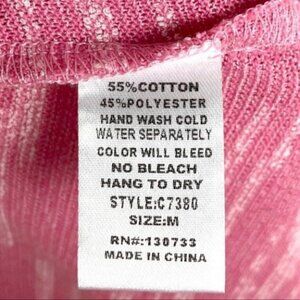 55%COTTON
45%POLYESTER
HAND WASH COLD
WATER SEPARATELY
COLOR WILL BLEED
NO BLEACH
HANG TO DRY
STYLE:C7380
SIZE:M
RN#:130733
MADE IN CHINA